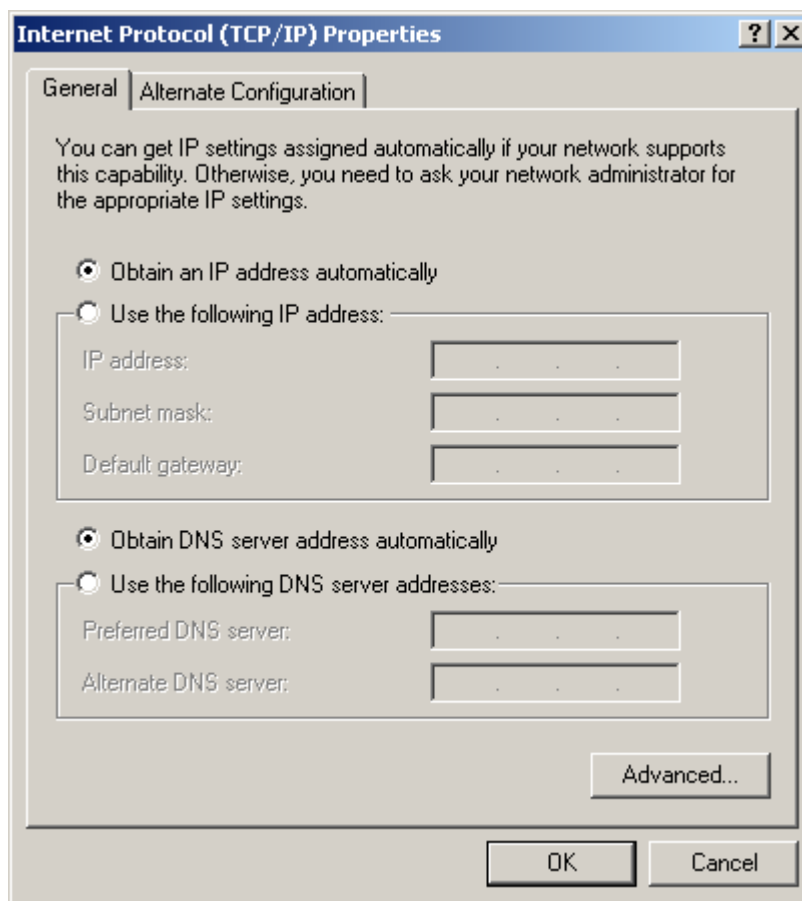 Internet Protocol (TCP/IP) Properties
General
Alternate Configuration
You can get IP settings assigned automatically if your network supports
this capability. Otherwise, you need to ask your network administrator for
the appropriate IP settings.
Obtain an IP address automatically
Use the following IP address:
IP address:
Subnet mask:
Default gateway:
Obtain DNS server address automatically
Use the following DNS server addresses:
Preferred DNS server:
Alternate DNS server:
Advanced...
OK
Cancel